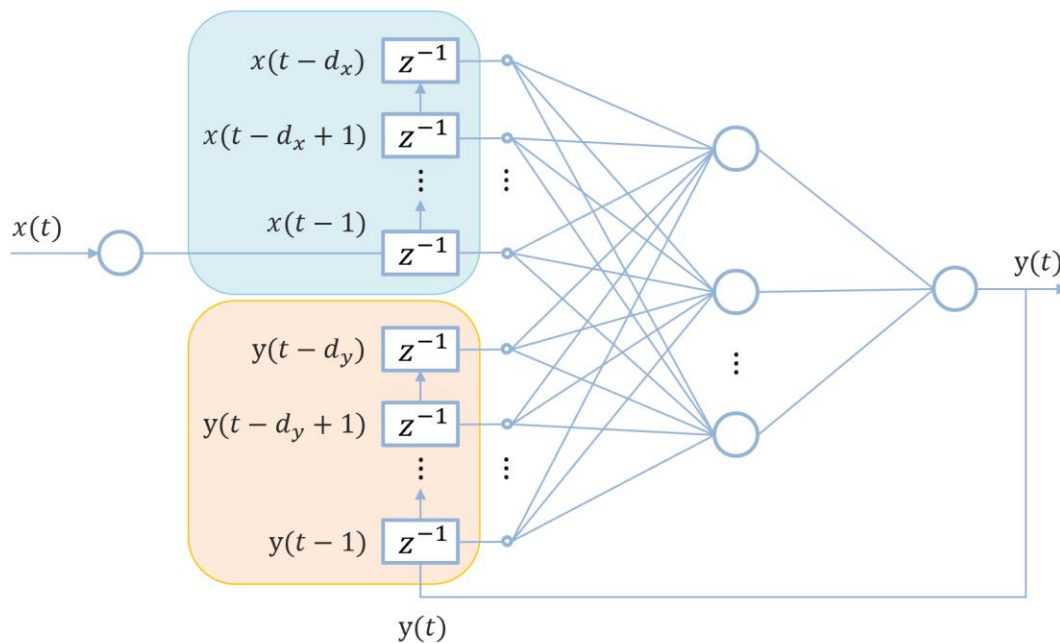 x(t − d_x) z⁻¹
x(t − d_x + 1) z⁻¹
⋮ ⋮
x(t) x(t − 1) z⁻¹
y(t)
y(t − d_y) z⁻¹
⋮
y(t − d_y + 1) z⁻¹
⋮ ⋮
y(t − 1) z⁻¹
y(t)